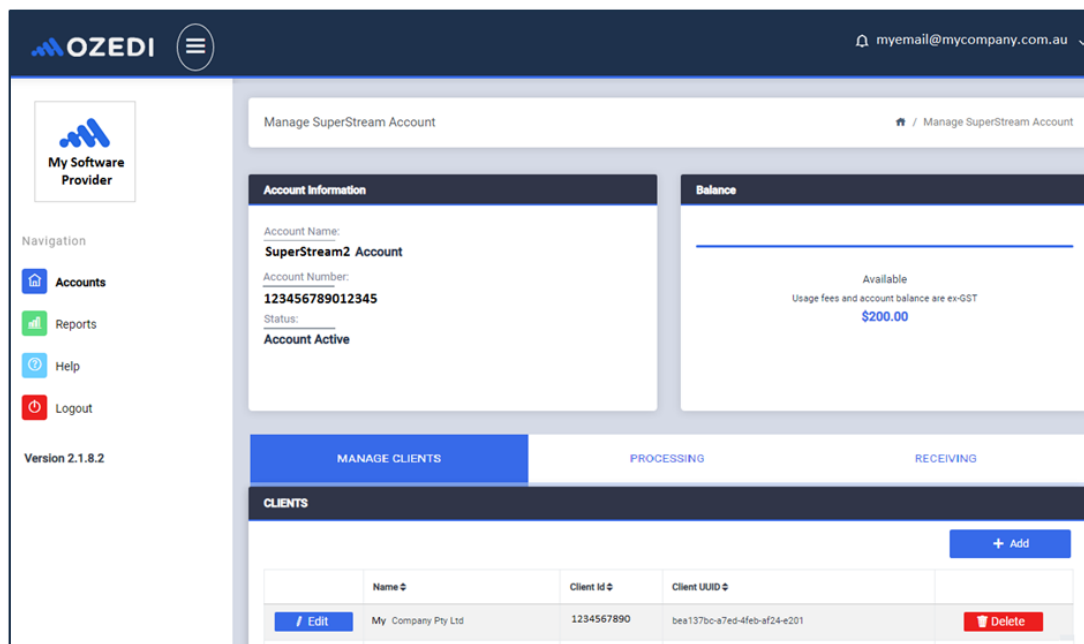 OZEDI
myemail@mycompany.com.au
My Software
Provider
Manage SuperStream Account
/ Manage SuperStream Account
Navigation
Accounts
Reports
Help
Logout
Version 2.1.8.2
Account Information
Account Name:
SuperStream2 Account
Account Number:
123456789012345
Status:
Account Active
Balance
Available
Usage fees and account balance are ex-GST
$200.00
MANAGE CLIENTS PROCESSING RECEIVING
CLIENTS
+ Add
Name Client Id Client UUID
Edit My Company Pty Ltd 1234567890 bea137bc-a7ed-4feb-af24-e201 Delete